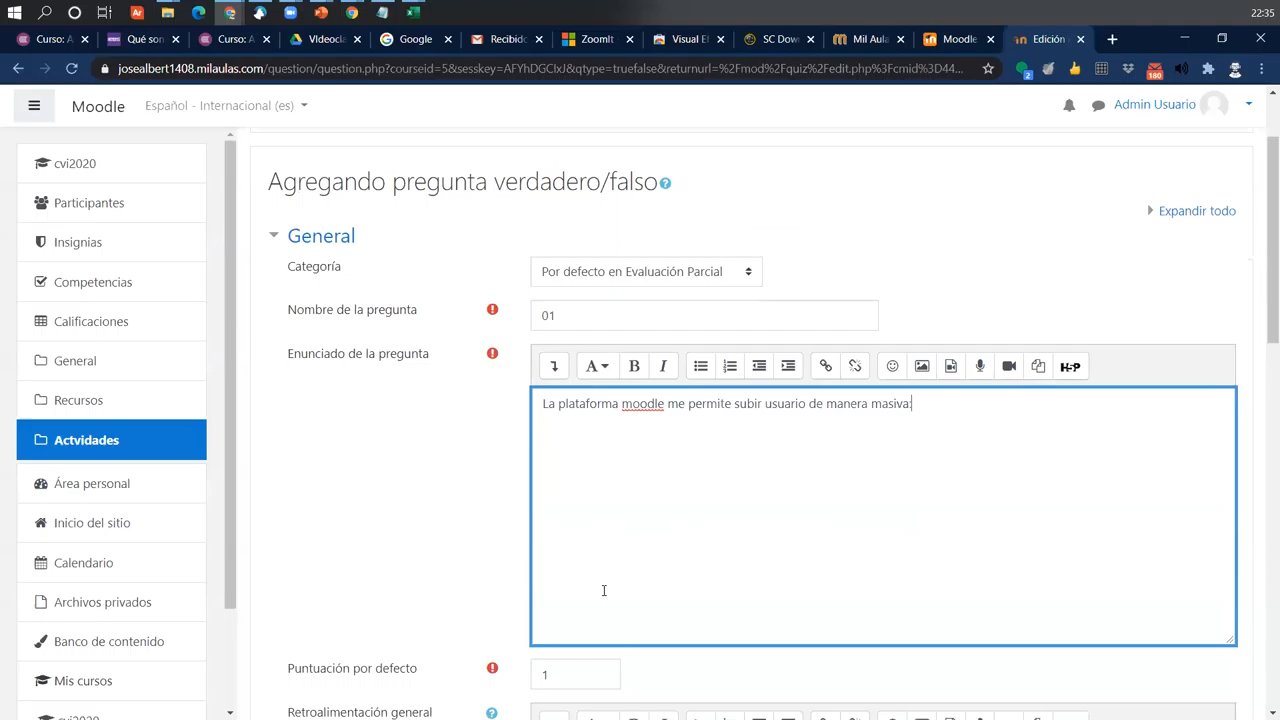 22:35
Curso: A
Qué son
Curso: A
VIdeocla
Google
Recibido
ZoomIt
Visual Ef
SC Dow
Mil Aula
Moodle
Edición
josealbert1408.milaulas.com/question/question.php?courseid=5&sesskey=AFYhDGClxJ&qtype=truefalse&returnurl=%2Fmod%2Fquiz%2Fedit.php%3Fcmid%3D44...
2
180
Moodle
Español - Internacional (es)
Admin Usuario
cvi2020
Participantes
Insignias
Competencias
Calificaciones
General
Recursos
Actvidades
Área personal
Inicio del sitio
Calendario
Archivos privados
Banco de contenido
Mis cursos
Agregando pregunta verdadero/falso
Expandir todo
General
Categoría
Por defecto en Evaluación Parcial
Nombre de la pregunta
01
Enunciado de la pregunta
A
B
I
H-P
La plataforma moodle me permite subir usuario de manera masiva:
Puntuación por defecto
1
Retroalimentación general